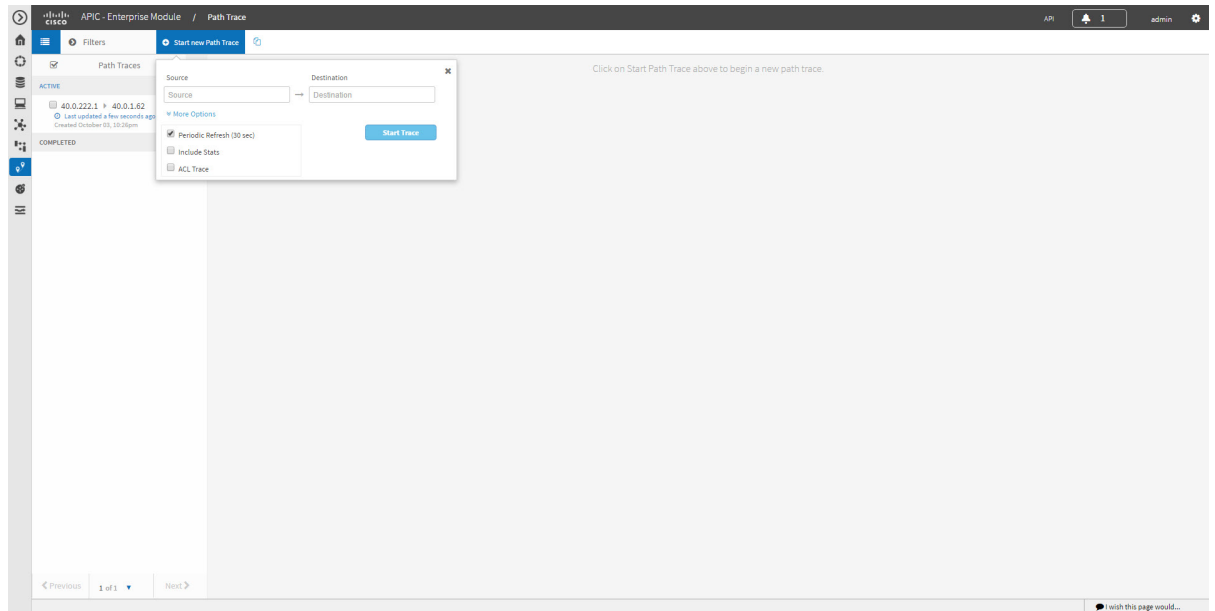 CISCO APIC - Enterprise Module / Path Trace API 1 admin
Filters Start new Path Trace
Path Traces
Click on Start Path Trace above to begin a new path trace.
ACTIVE
40.0.222.1 40.0.1.62
Last updated a few seconds ago
Created October 03, 10:26pm
COMPLETED
Source Destination
Source → Destination
More Options
Periodic Refresh (30 sec) Start Trace
Include Stats
ACL Trace
Previous 1 of 1 Next
I wish this page would...